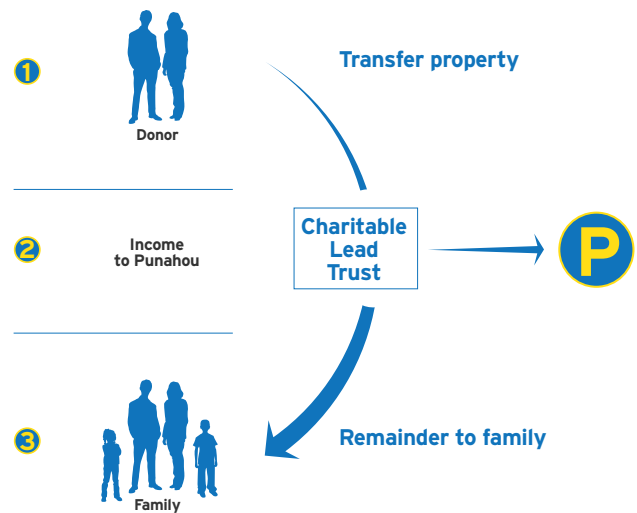 1
Transfer property
Donor
2
Income
to Punahou
Charitable
Lead
Trust
P
3
Remainder to family
Family